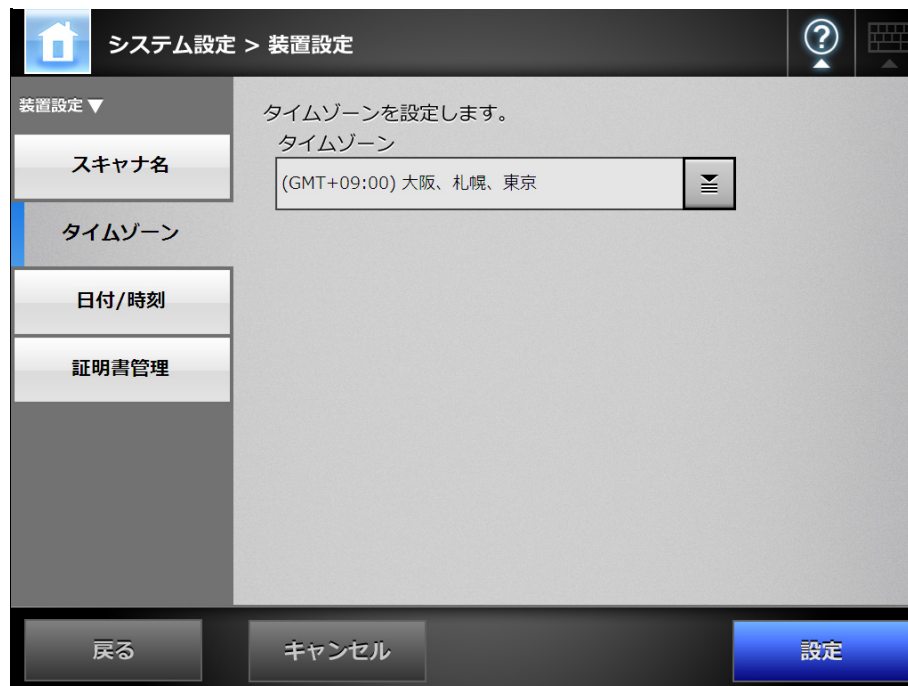 システム設定 > 装置設定
?
装置設定▼
スキャナ名
タイムゾーン
日付/時刻
証明書管理
タイムゾーンを設定します。
タイムゾーン
(GMT+09:00) 大阪、札幌、東京
戻る
キャンセル
設定